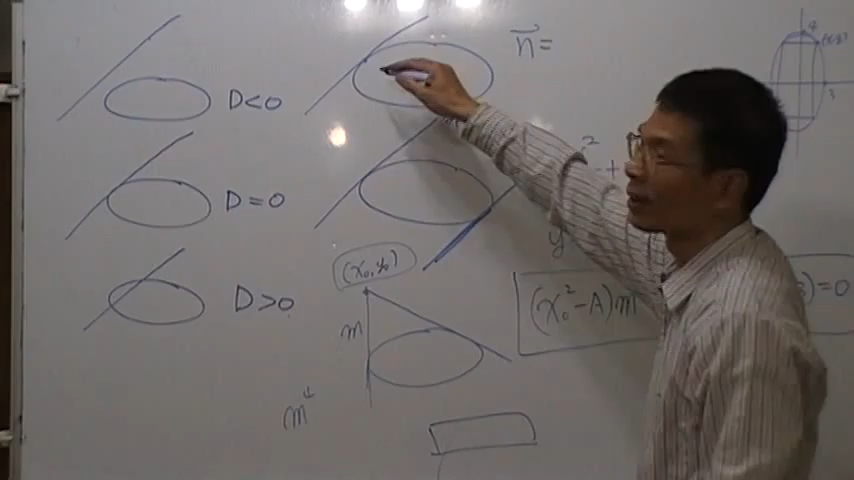 D<0
n⃗=
D=0
D>0
(x₀,y₀)
m
(x₀²-A)m
)=0
m